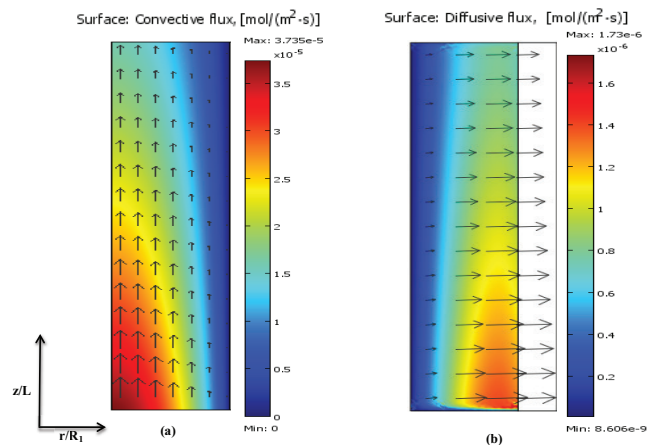 Surface: Convective flux, [mol/(m²·s)]
Max: 3.735e-5
x10⁻⁵
3.5
3
2.5
2
1.5
1
0.5
0
Min: 0
z/L
r/R₁
(a)
Surface: Diffusive flux, [mol/(m²·s)]
Max: 1.73e-6
x10⁻⁶
1.6
1.4
1.2
1
0.8
0.6
0.4
0.2
Min: 8.606e-9
(b)